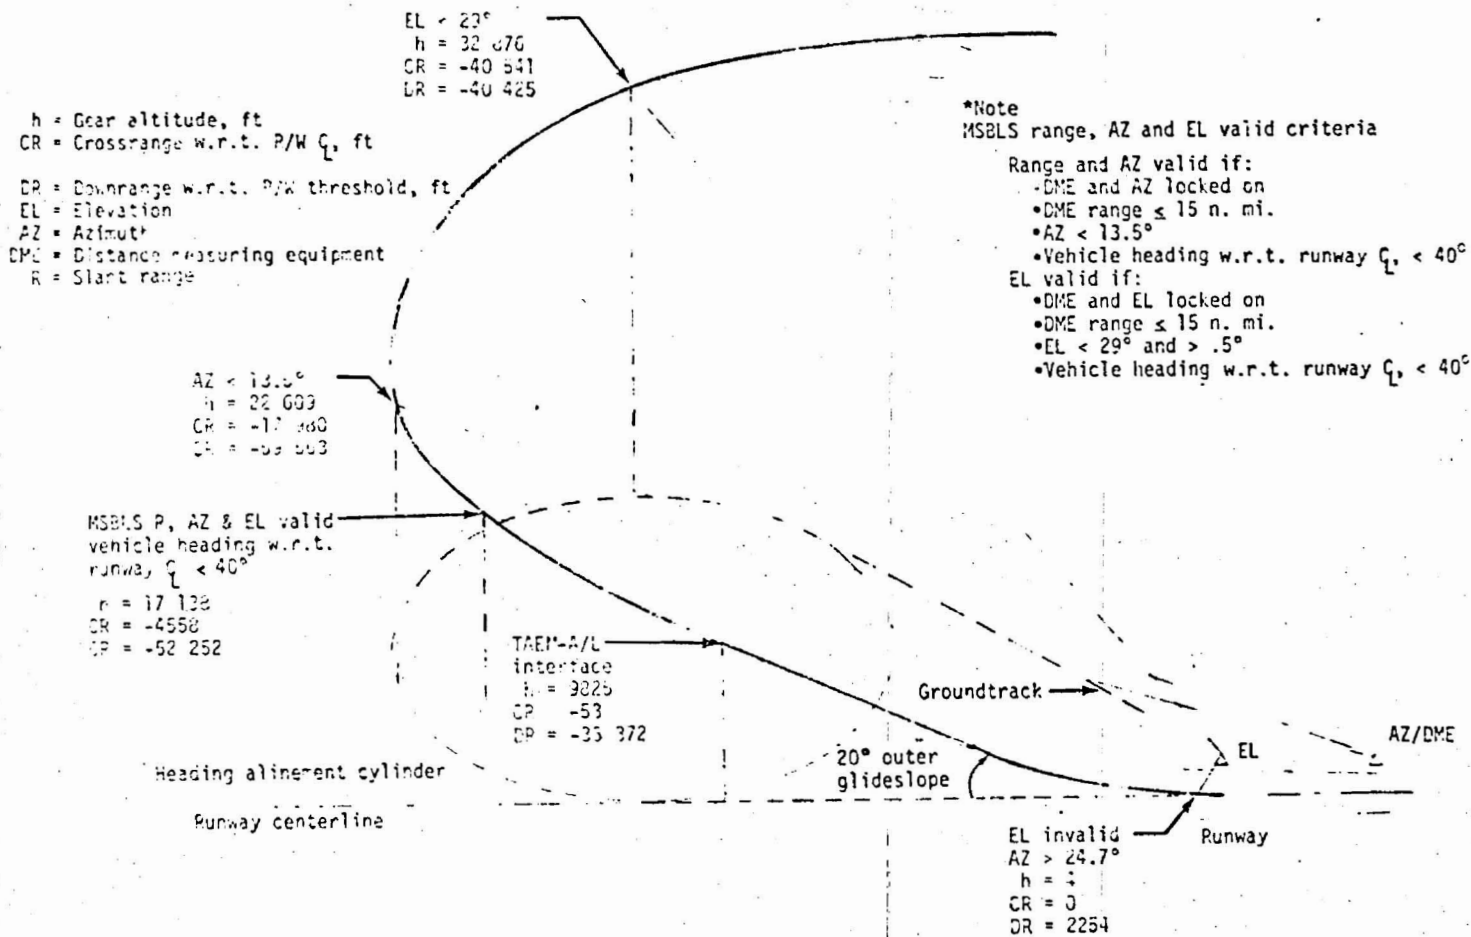 EL < 29°
h = 32 676
CR = -40 541
DR = -40 425
h = Gear altitude, ft
CR = Crossrange w.r.t. R/W ℄, ft
DR = Downrange w.r.t. R/W threshold, ft
EL = Elevation
AZ = Azimuth
DME = Distance measuring equipment
R = Slant range
*Note
MSBLS range, AZ and EL valid criteria
Range and AZ valid if:
•DME and AZ locked on
•DME range ≤ 15 n. mi.
•AZ < 13.5°
•Vehicle heading w.r.t. runway ℄, < 40°
EL valid if:
•DME and EL locked on
•DME range ≤ 15 n. mi.
•EL < 29° and > .5°
•Vehicle heading w.r.t. runway ℄, < 40°
AZ < 13.5°
h = 22
CR =
MSBLS R, AZ & EL valid
vehicle heading w.r.t.
runway ℄ < 40°
h = 17 138
CR = -4558
DR = -52 252
TAEM-A/L
interface
h = 9825
CR -53
DR = -35 372
Groundtrack
AZ/DME
EL
20° outer
glideslope
Heading alinement cylinder
Runway centerline
EL invalid
Runway
AZ > 24.7°
h =
CR = 0
DR = 2254